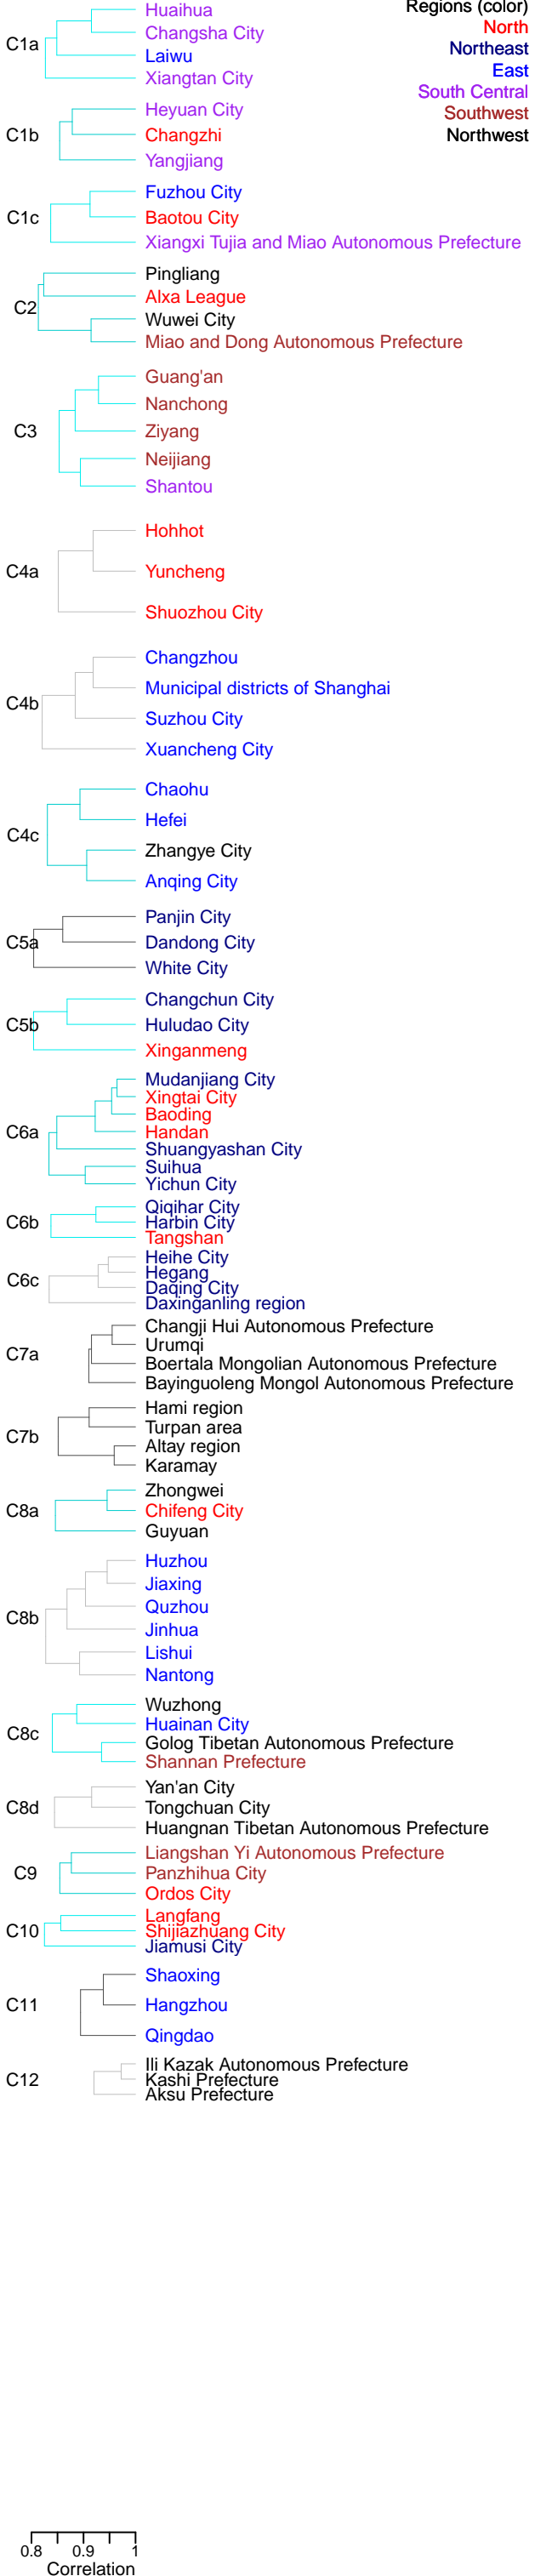 Regions (color)
North
Northeast
East
South Central
Southwest
Northwest
C1a
Huaihua
Changsha City
Laiwu
Xiangtan City
C1b
Heyuan City
Changzhi
Yangjiang
C1c
Fuzhou City
Baotou City
Xiangxi Tujia and Miao Autonomous Prefecture
C2
Pingliang
Alxa League
Wuwei City
Miao and Dong Autonomous Prefecture
C3
Guang'an
Nanchong
Ziyang
Neijiang
Shantou
C4a
Hohhot
Yuncheng
Shuozhou City
C4b
Changzhou
Municipal districts of Shanghai
Suzhou City
Xuancheng City
C4c
Chaohu
Hefei
Zhangye City
Anqing City
C5a
Panjin City
Dandong City
White City
C5b
Changchun City
Huludao City
Xinganmeng
C6a
Mudanjiang City
Xingtai City
Baoding
Handan
Shuangyashan City
Suihua
Yichun City
C6b
Qiqihar City
Harbin City
Tangshan
C6c
Heihe City
Hegang
Daqing City
Daxinganling region
C7a
Changji Hui Autonomous Prefecture
Urumqi
Boertala Mongolian Autonomous Prefecture
Bayinguoleng Mongol Autonomous Prefecture
C7b
Hami region
Turpan area
Altay region
Karamay
C8a
Zhongwei
Chifeng City
Guyuan
C8b
Huzhou
Jiaxing
Quzhou
Jinhua
Lishui
Nantong
C8c
Wuzhong
Huainan City
Golog Tibetan Autonomous Prefecture
Shannan Prefecture
C8d
Yan'an City
Tongchuan City
Huangnan Tibetan Autonomous Prefecture
C9
Liangshan Yi Autonomous Prefecture
Panzhihua City
Ordos City
C10
Langfang
Shijiazhuang City
Jiamusi City
C11
Shaoxing
Hangzhou
Qingdao
C12
Ili Kazak Autonomous Prefecture
Kashi Prefecture
Aksu Prefecture
0.8 0.9 1
Correlation